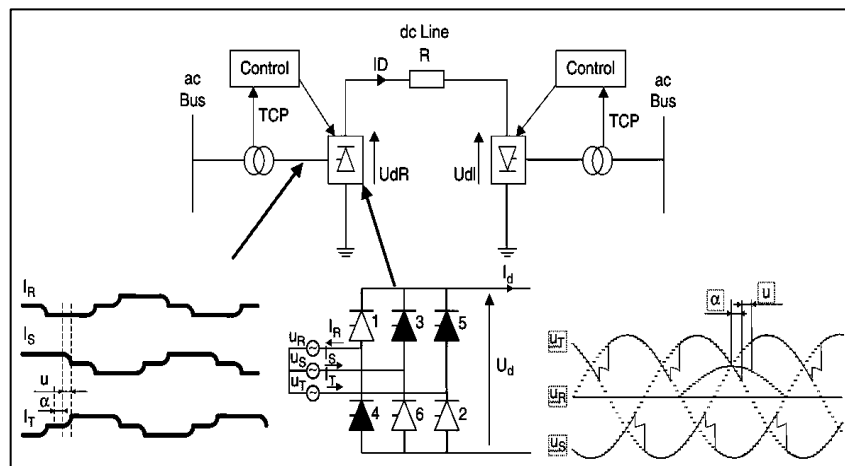 dc Line
R
ID
Control
Control
ac
Bus
ac
Bus
TCP
TCP
UdR
UdI
I_R
I_S
u
α
I_T
I_d
1
3
5
u_R
I_R
u_S
I_S
u_T
I_T
U_d
4
6
2
α
u
u_T
u_R
u_S